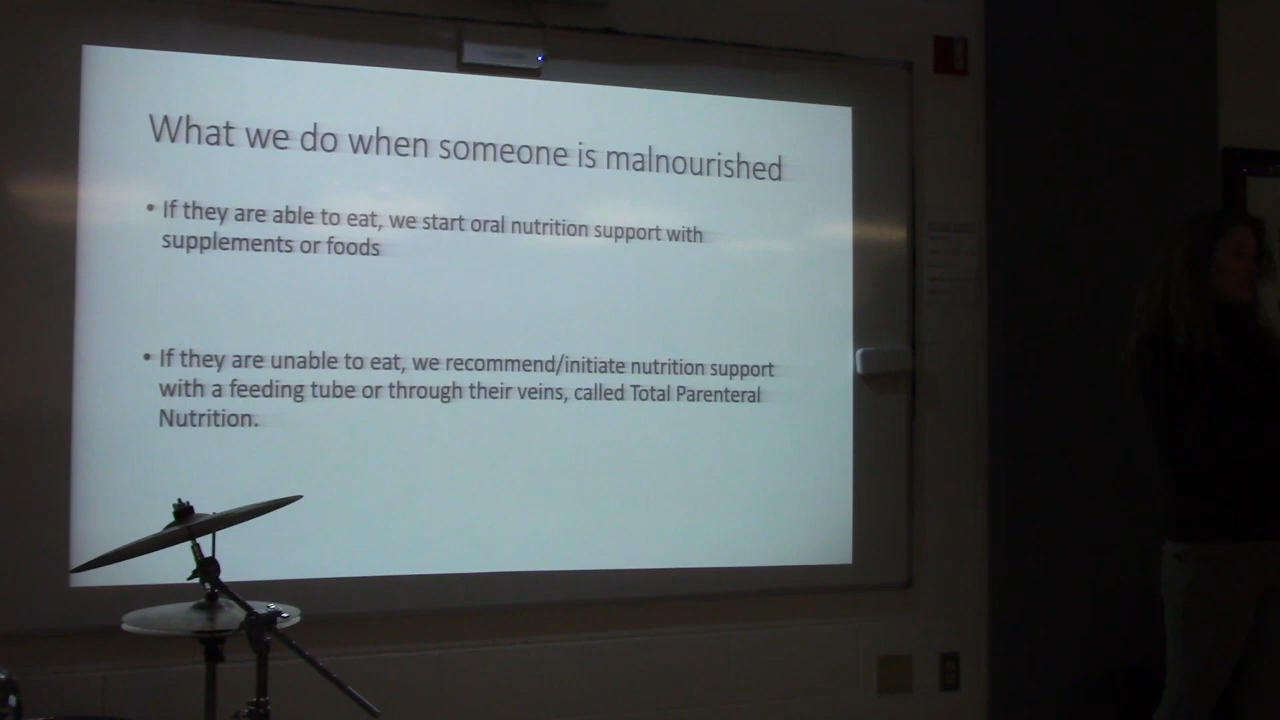 What we do when someone is malnourished
• If they are able to eat, we start oral nutrition support with
supplements or foods
• If they are unable to eat, we recommend/initiate nutrition support
with a feeding tube or through their veins, called Total Parenteral
Nutrition.